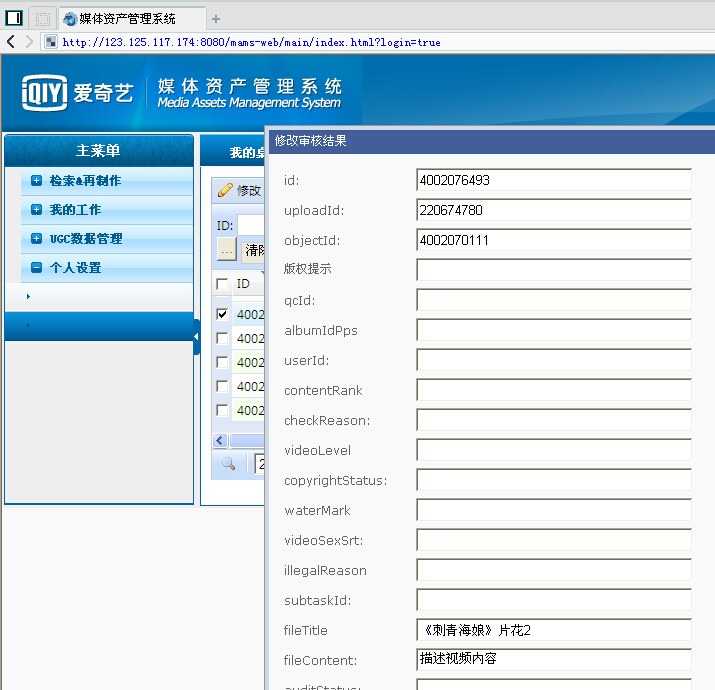 媒体资产管理系统
http://123.125.117.174:8080/mams-web/main/index.html?login=true
iQIY 爱奇艺
媒体资产管理系统
Media Assets Management System
主菜单
检索&再制作
我的工作
UGC数据管理
个人设置
我的桌
修改
ID:
... 清除
ID
4002
4002
4002
4002
4002
2
修改审核结果
id: 4002076493
uploadId: 220674780
objectId: 4002070111
版权提示
qcId:
albumIdPps
userId:
contentRank
checkReason:
videoLevel
copyrightStatus:
waterMark
videoSexSrt:
illegalReason
subtaskId:
fileTitle 《刺青海娘》片花2
fileContent: 描述视频内容
auditStatus: